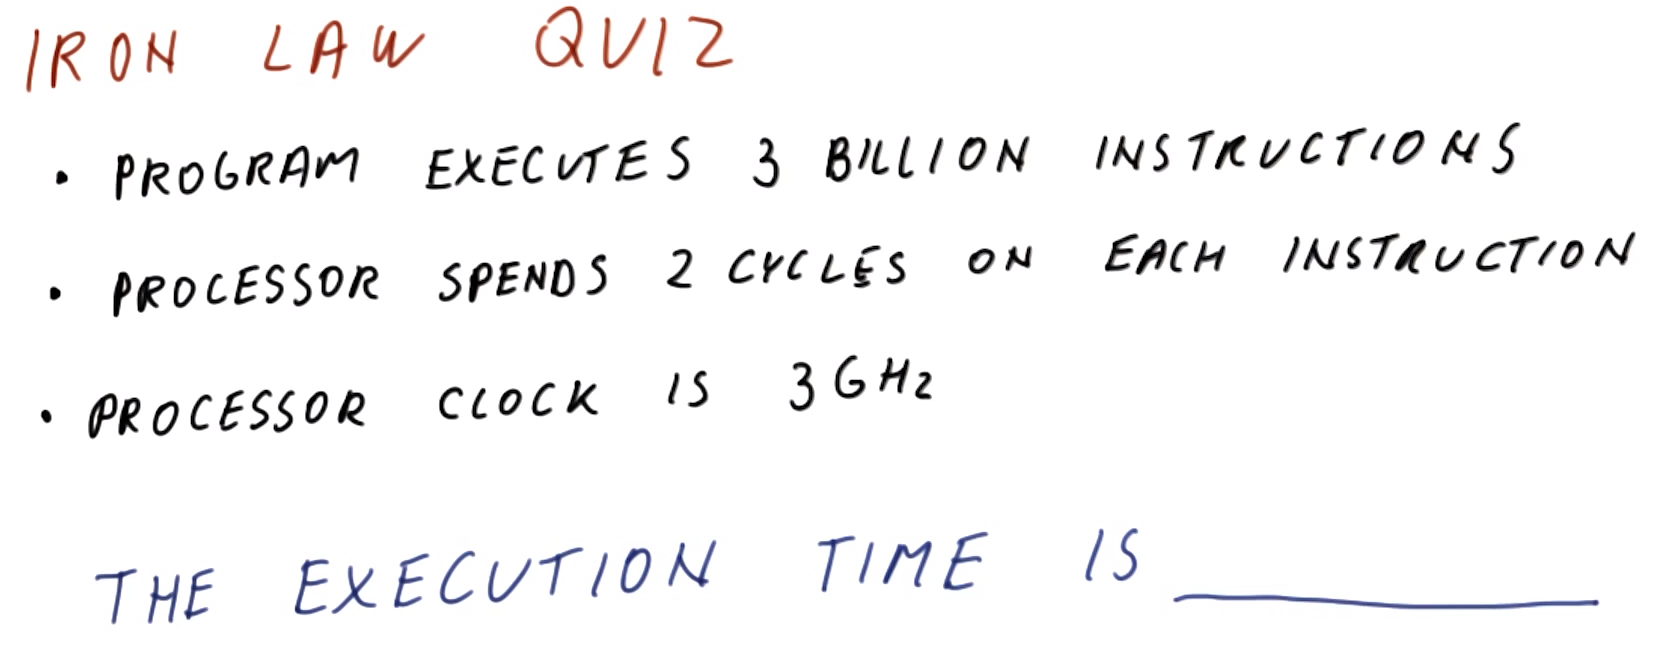 IRON LAW QUIZ
• PROGRAM EXECUTES 3 BILLION INSTRUCTIONS
• PROCESSOR SPENDS 2 CYCLES ON EACH INSTRUCTION
• PROCESSOR CLOCK IS 3GHz
THE EXECUTION TIME IS ________